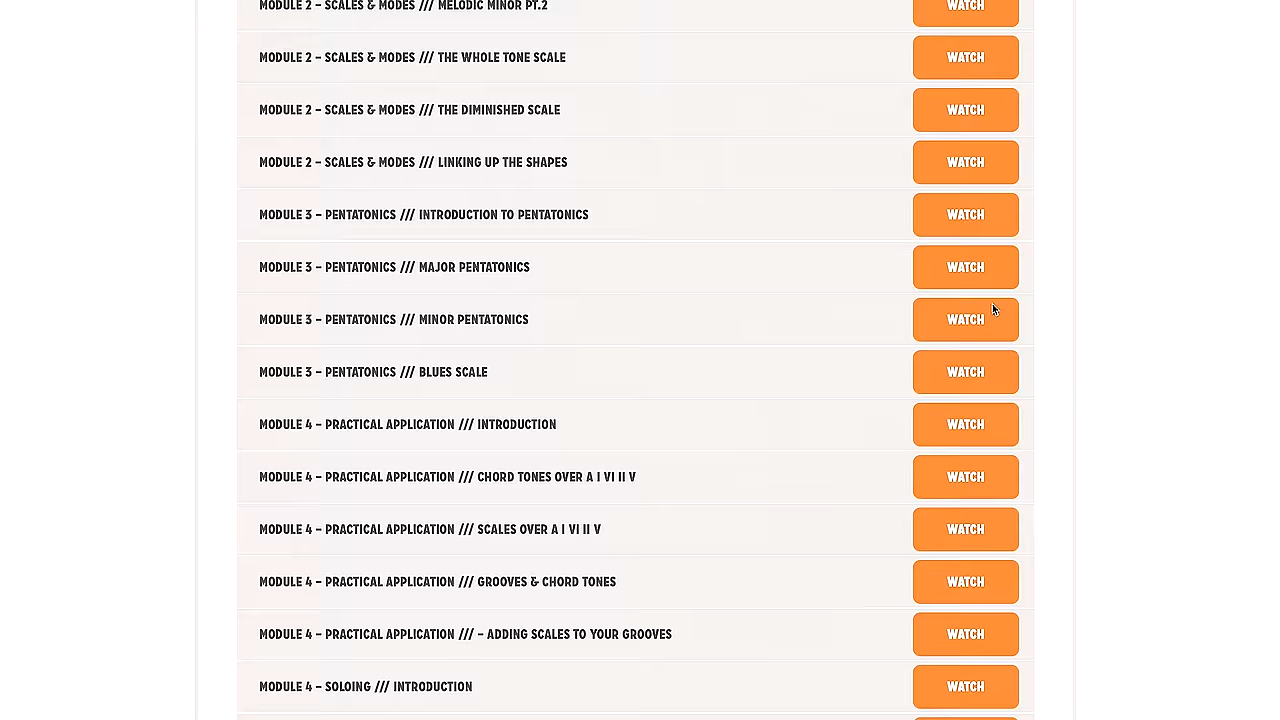 MODULE 2 – SCALES & MODES /// MELODIC MINOR PT.2 WATCH
MODULE 2 – SCALES & MODES /// THE WHOLE TONE SCALE WATCH
MODULE 2 – SCALES & MODES /// THE DIMINISHED SCALE WATCH
MODULE 2 – SCALES & MODES /// LINKING UP THE SHAPES WATCH
MODULE 3 – PENTATONICS /// INTRODUCTION TO PENTATONICS WATCH
MODULE 3 – PENTATONICS /// MAJOR PENTATONICS WATCH
MODULE 3 – PENTATONICS /// MINOR PENTATONICS WATCH
MODULE 3 – PENTATONICS /// BLUES SCALE WATCH
MODULE 4 – PRACTICAL APPLICATION /// INTRODUCTION WATCH
MODULE 4 – PRACTICAL APPLICATION /// CHORD TONES OVER A I VI II V WATCH
MODULE 4 – PRACTICAL APPLICATION /// SCALES OVER A I VI II V WATCH
MODULE 4 – PRACTICAL APPLICATION /// GROOVES & CHORD TONES WATCH
MODULE 4 – PRACTICAL APPLICATION /// – ADDING SCALES TO YOUR GROOVES WATCH
MODULE 4 – SOLOING /// INTRODUCTION WATCH